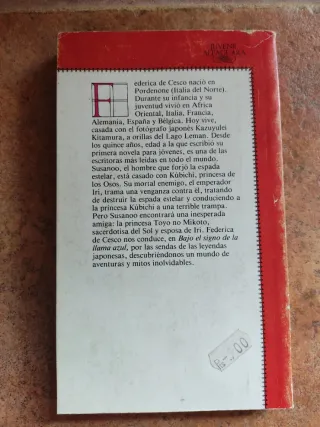 JUVENIL
ALFAGUARA
Federica de Cesco nació en
Pordenone (Italia del Norte).
Durante su infancia y su
juventud vivió en Africa
Oriental, Italia, Francia,
Alemania, España y Bélgica. Hoy vive,
casada con el fotógrafo japonés Kazuyuki
Kitamura, a orillas del Lago Leman. Desde
los quince años, edad a la que escribió su
primera novela para jóvenes, es una de las
escritoras más leídas en todo el mundo.
Susanoo, el hombre que forjó la espada
estelar, está casado con Kúbichi, princesa de
los Osos. Su mortal enemigo, el emperador
Iri, trama una venganza contra él, tratando
de destruir la espada estelar y conduciendo a
la princesa Kúbichi a una terrible trampa.
Pero Susanoo encontrará una inesperada
amiga: la princesa Toyo no Mikoto,
sacerdotisa del Sol y esposa de Iri. Federica
de Cesco nos conduce, en Bajo el signo de la
llama azul, por las sendas de las leyendas
japonesas, descubriéndonos un mundo de
aventuras y mitos inolvidables.